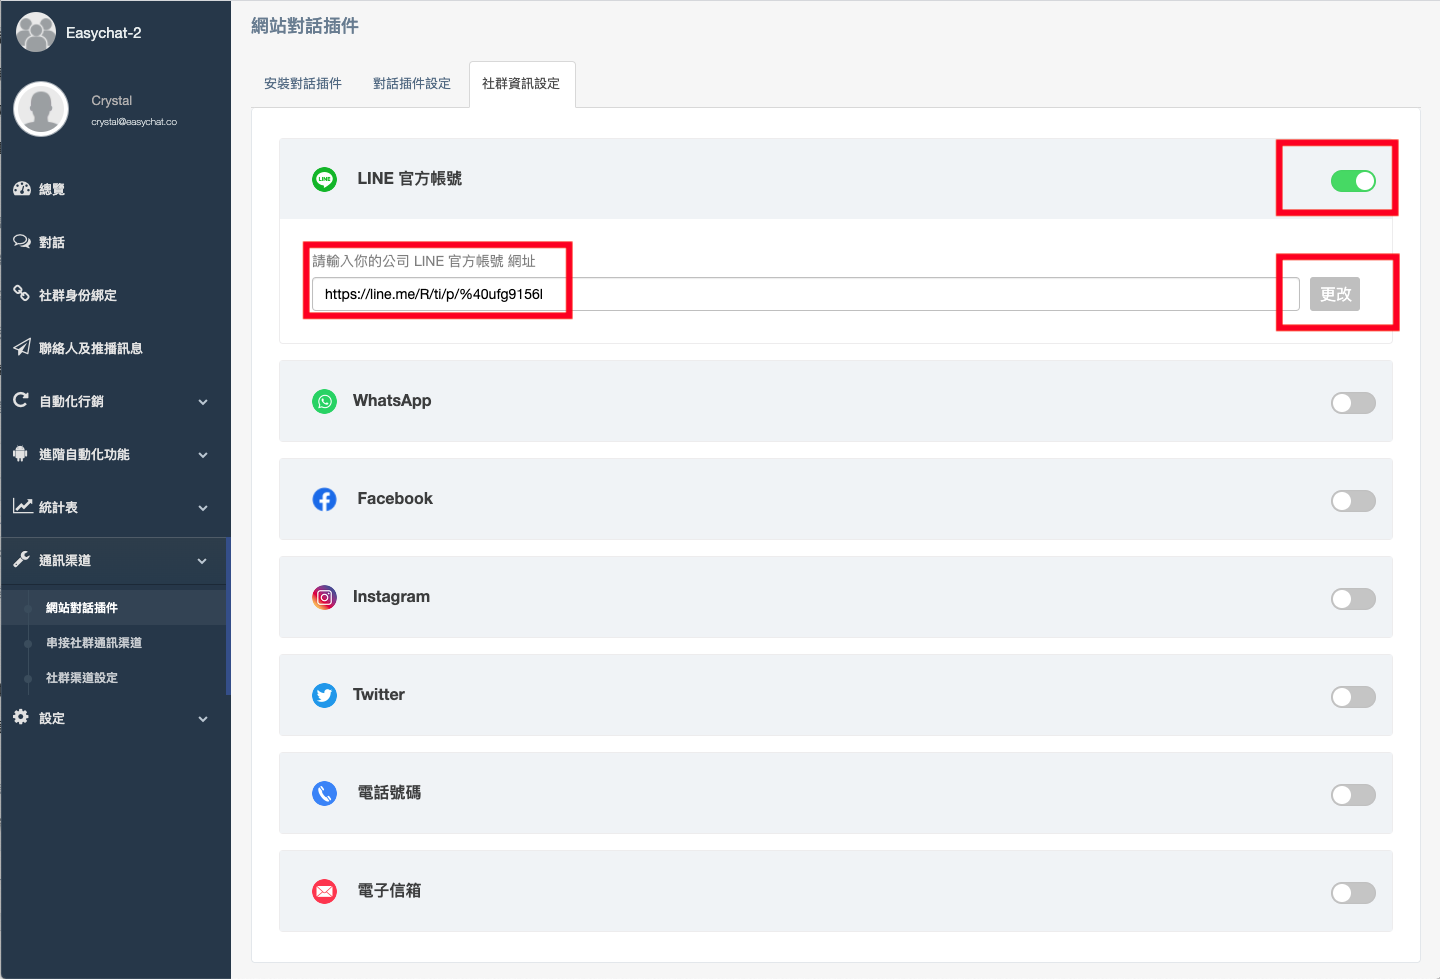 Easychat-2
Crystal
crystal@easychat.co
總覽
對話
社群身份綁定
聯絡人及推播訊息
自動化行銷
進階自動化功能
統計表
通訊渠道
網站對話插件
串接社群通訊渠道
社群渠道設定
設定
網站對話插件
安裝對話插件 對話插件設定 社群資訊設定
LINE LINE 官方帳號
請輸入你的公司 LINE 官方帳號 網址
https://line.me/R/ti/p/%40ufg9156l 更改
WhatsApp
Facebook
Instagram
Twitter
電話號碼
電子信箱